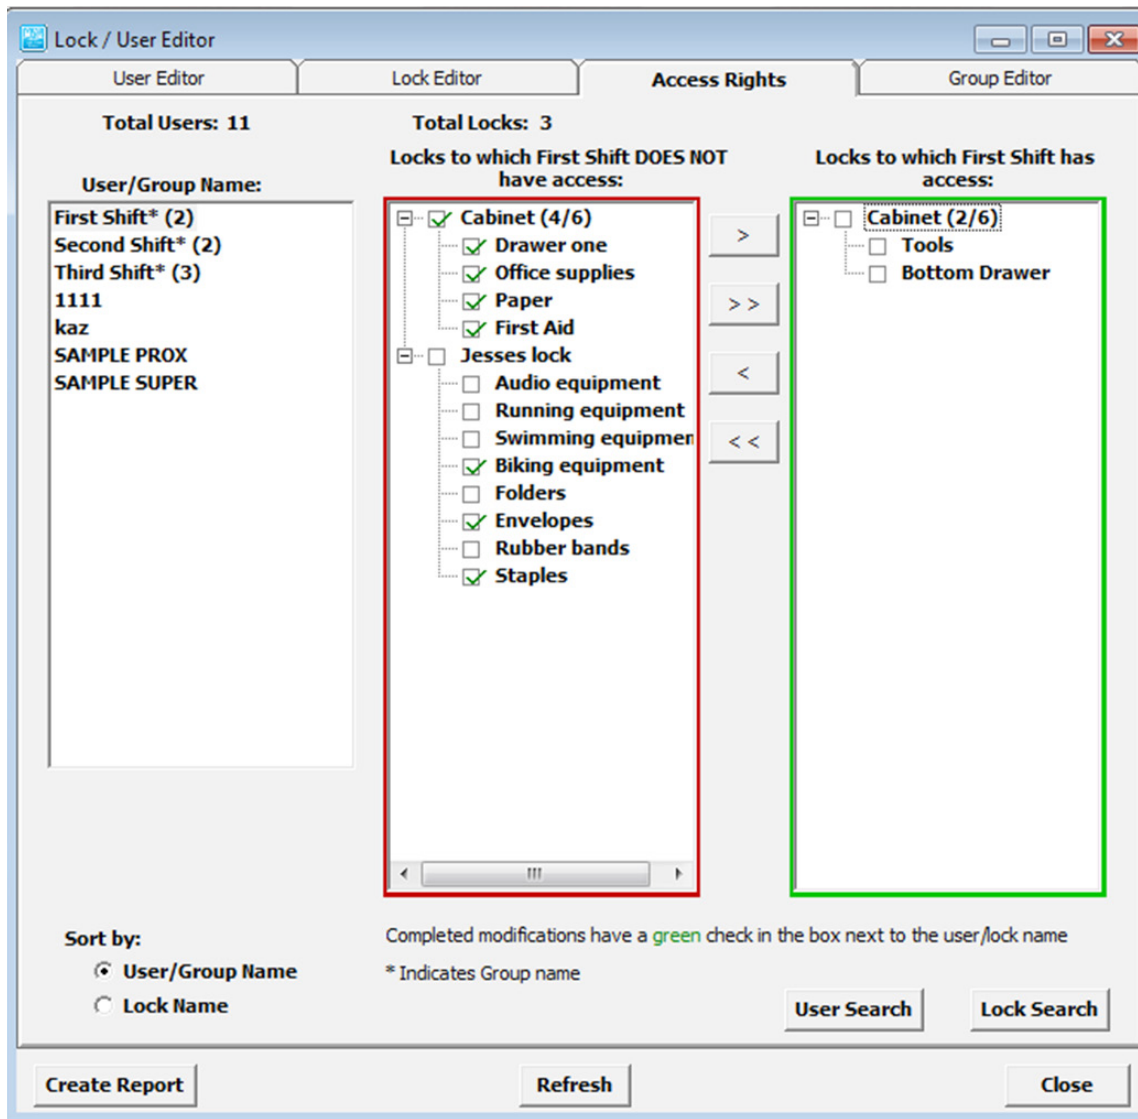 Lock / User Editor
User Editor
Lock Editor
Access Rights
Group Editor
Total Users: 11
Total Locks: 3
User/Group Name:
First Shift* (2)
Second Shift* (2)
Third Shift* (3)
1111
kaz
SAMPLE PROX
SAMPLE SUPER
Locks to which First Shift DOES NOT
have access:
Cabinet (4/6)
Drawer one
Office supplies
Paper
First Aid
Jesses lock
Audio equipment
Running equipment
Swimming equipmen
Biking equipment
Folders
Envelopes
Rubber bands
Staples
>
> >
<
< <
Locks to which First Shift has
access:
Cabinet (2/6)
Tools
Bottom Drawer
Sort by:
User/Group Name
Lock Name
Completed modifications have a green check in the box next to the user/lock name
* Indicates Group name
User Search
Lock Search
Create Report
Refresh
Close